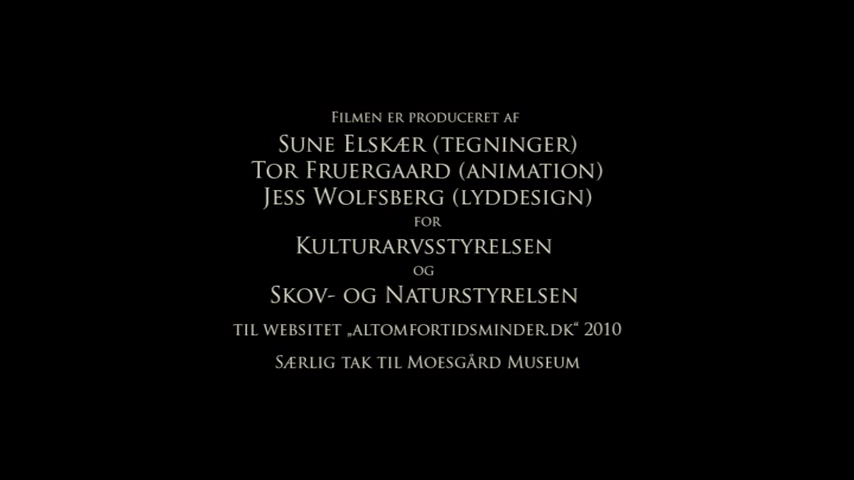 Filmen er produceret af
Sune Elskær (tegninger)
Tor Fruergaard (animation)
Jess Wolfsberg (lyddesign)
for
Kulturarvsstyrelsen
og
Skov- og Naturstyrelsen
til websitet „altomfortidsminder.dk“ 2010
Særlig tak til Moesgård Museum